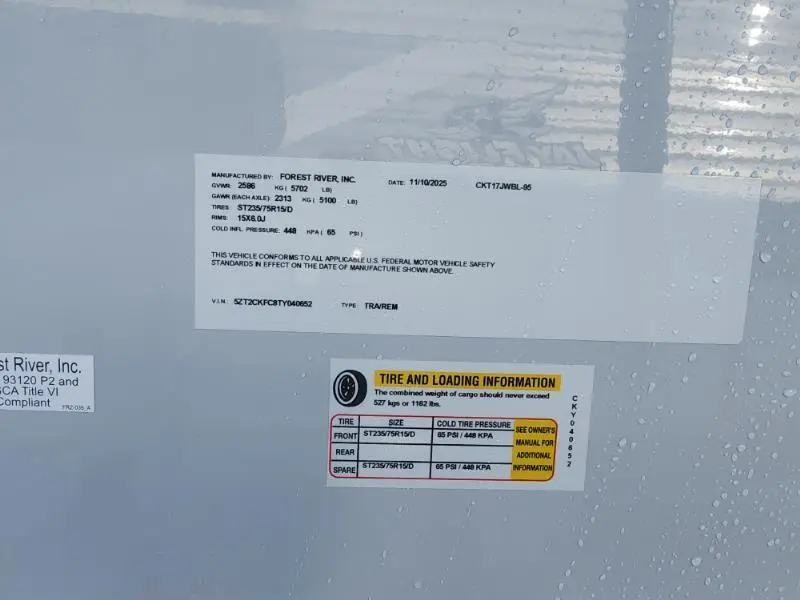 MANUFACTURED BY: FOREST RIVER, INC. DATE: 11/10/2025 CKT17JWBL-95
GVWR: 2586 KG ( 5702 LB)
GAWR (EACH AXLE): 2313 KG ( 5100 LB)
TIRES: ST235/75R15/D
RIMS: 15X6.0J
COLD INFL. PRESSURE: 448 KPA ( 65 PSI )
THIS VEHICLE CONFORMS TO ALL APPLICABLE U.S. FEDERAL MOTOR VEHICLE SAFETY
STANDARDS IN EFFECT ON THE DATE OF MANUFACTURE SHOWN ABOVE.
V.I.N.: 5ZT2CKFC8TY040652 TYPE: TRA/REM
st River, Inc.
93120 P2 and
SCA Title VI
Compliant
FRZ-035_A
TIRE AND LOADING INFORMATION
The combined weight of cargo should never exceed
527 kgs or 1162 lbs.
TIRE SIZE COLD TIRE PRESSURE
FRONT ST235/75R15/D 65 PSI / 448 KPA
REAR
SPARE ST235/75R15/D 65 PSI / 448 KPA
SEE OWNER'S
MANUAL FOR
ADDITIONAL
INFORMATION
CKY040652